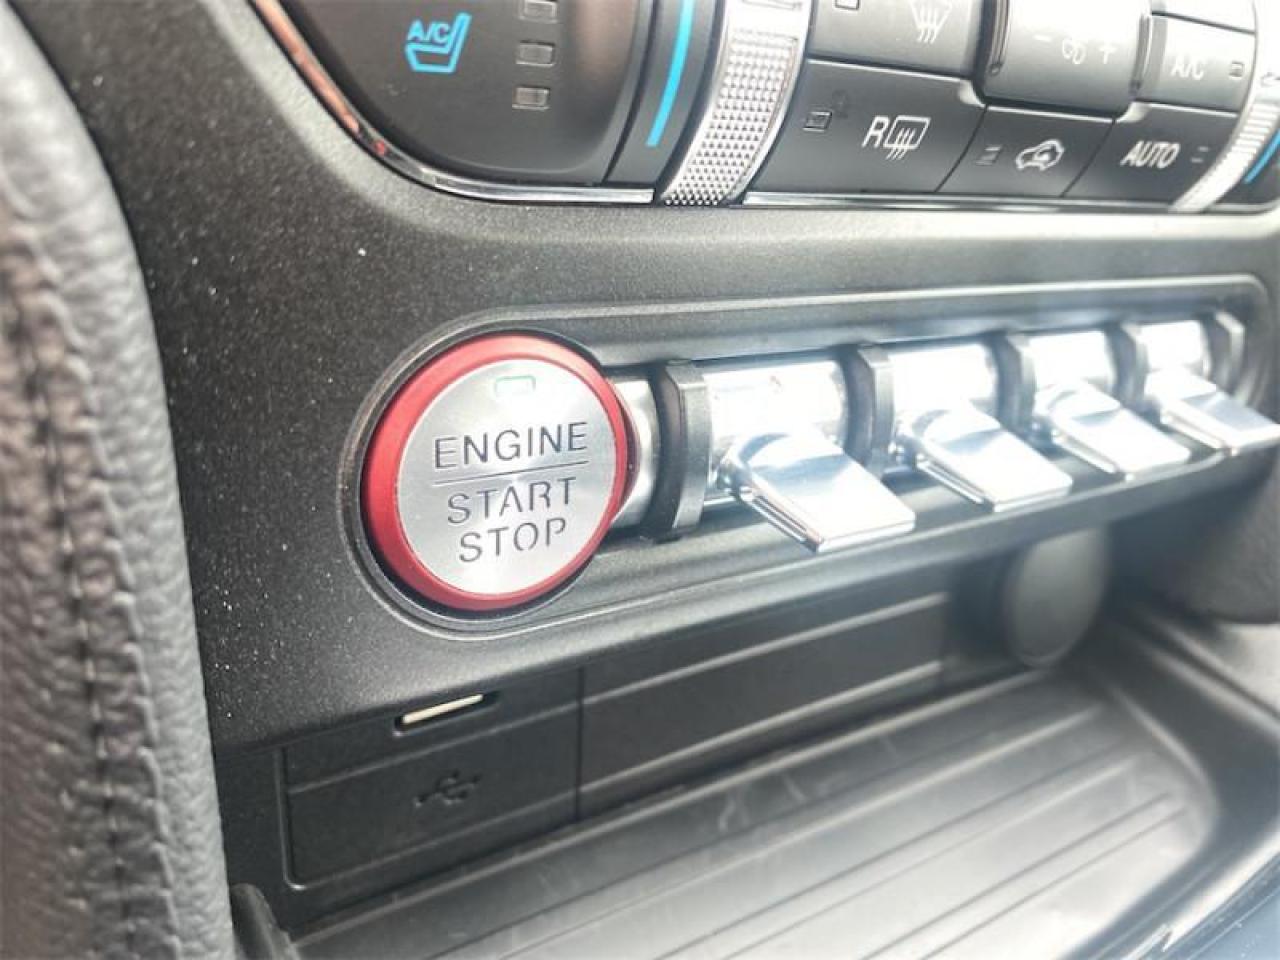 A/C
A/C
R
AUTO
ENGINE
START
STOP